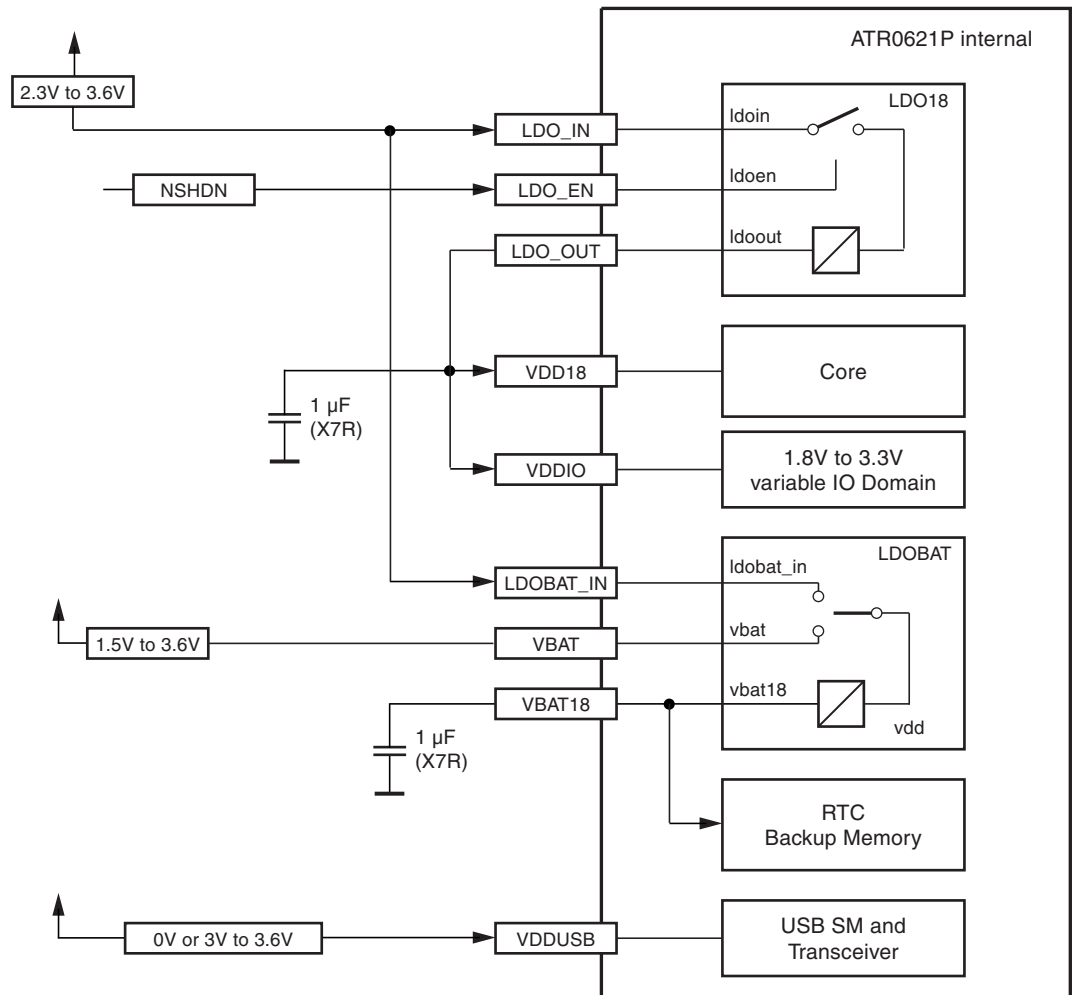 ATR0621P internal
2.3V to 3.6V
LDO18
LDO_IN
ldoin
NSHDN
LDO_EN
ldoen
LDO_OUT
ldoout
VDD18
Core
1 µF
(X7R)
VDDIO
1.8V to 3.3V
variable IO Domain
LDOBAT
LDOBAT_IN
ldobat_in
1.5V to 3.6V
VBAT
vbat
VBAT18
vbat18
vdd
1 µF
(X7R)
RTC
Backup Memory
0V or 3V to 3.6V
VDDUSB
USB SM and
Transceiver